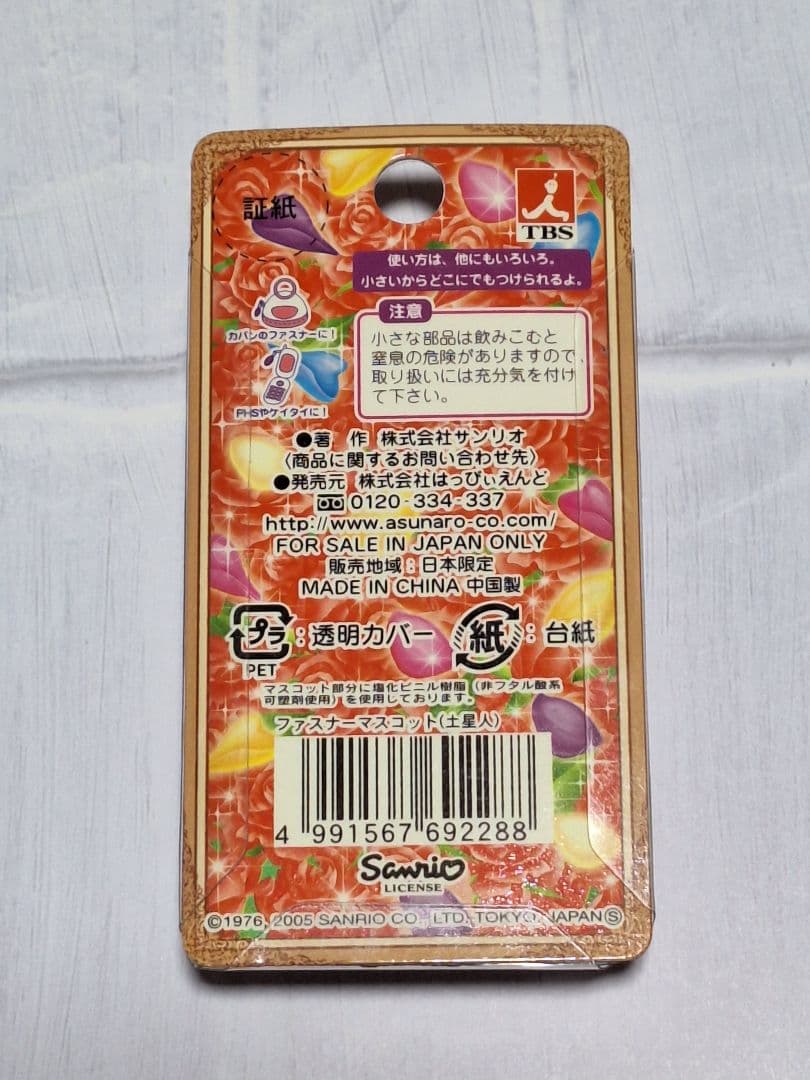 証紙
TBS
使い方は、他にもいろいろ。
小さいからどこにでもつけられるよ。
カバンのファスナーに!
PHSやケイタイに!
注意
小さな部品は飲みこむと
窒息の危険がありますので、
取り扱いには充分気を付け
て下さい。
●著 作 株式会社サンリオ
〈商品に関するお問い合わせ先〉
●発売元 株式会社はっぴぃえんど
0120-334-337
http://www.asunaro-co.com/
FOR SALE IN JAPAN ONLY
販売地域:日本限定
MADE IN CHINA 中国製
プラ:透明カバー
PET
紙:台紙
マスコット部分に塩化ビニル樹脂(非フタル酸系
可塑剤使用)を使用しております。
ファスナーマスコット(土星人)
4 991567 692288
Sanrio
LICENSE
©1976, 2005 SANRIO CO., LTD. TOKYO, JAPAN Ⓢ